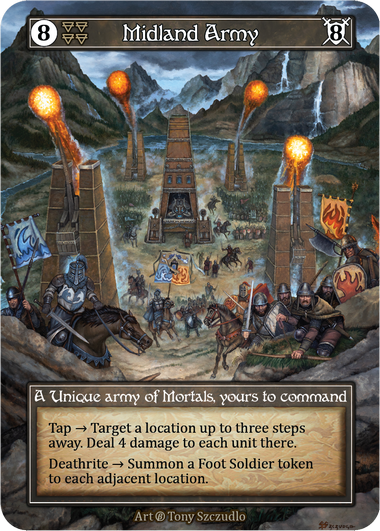 8
Midland Army
8
A Unique army of Mortals, yours to command
Tap → Target a location up to three steps
away. Deal 4 damage to each unit there.
Deathrite → Summon a Foot Soldier token
to each adjacent location.
Art @ Tony Szczudlo